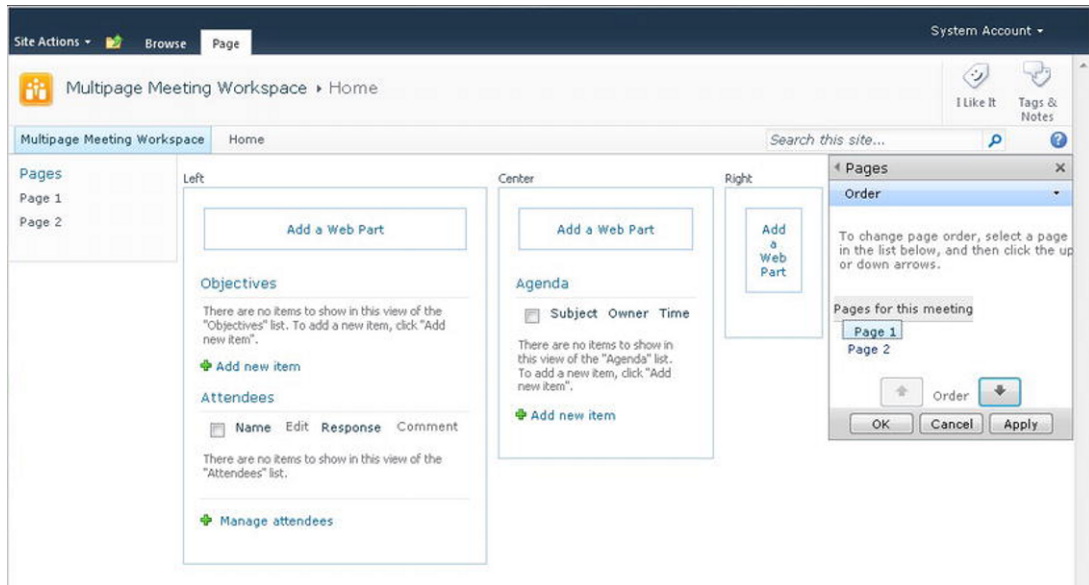 Site Actions Browse Page System Account
Multipage Meeting Workspace Home
I Like It Tags &
Notes
Multipage Meeting Workspace Home Search this site...
Pages
Page 1
Page 2
Left
Add a Web Part
Objectives
There are no items to show in this view of the
"Objectives" list. To add a new item, click "Add
new item".
Add new item
Attendees
Name Edit Response Comment
There are no items to show in this view of the
"Attendees" list.
Manage attendees
Center
Add a Web Part
Agenda
Subject Owner Time
There are no items to show in
this view of the "Agenda" list.
To add a new item, click "Add
new item".
Add new item
Right
Add
a
Web
Part
Pages
Order
To change page order, select a page
in the list below, and then click the up
or down arrows.
Pages for this meeting
Page 1
Page 2
Order
OK Cancel Apply